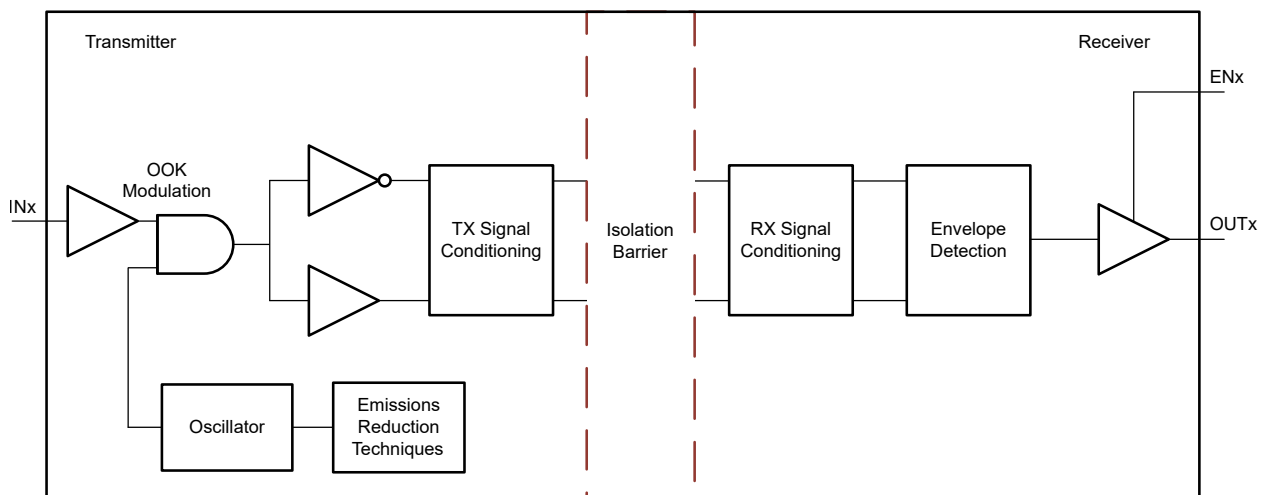 Transmitter
Receiver
ENx
OOK
Modulation
INx
TX Signal
Conditioning
Isolation
Barrier
RX Signal
Conditioning
Envelope
Detection
OUTx
Oscillator
Emissions
Reduction
Techniques